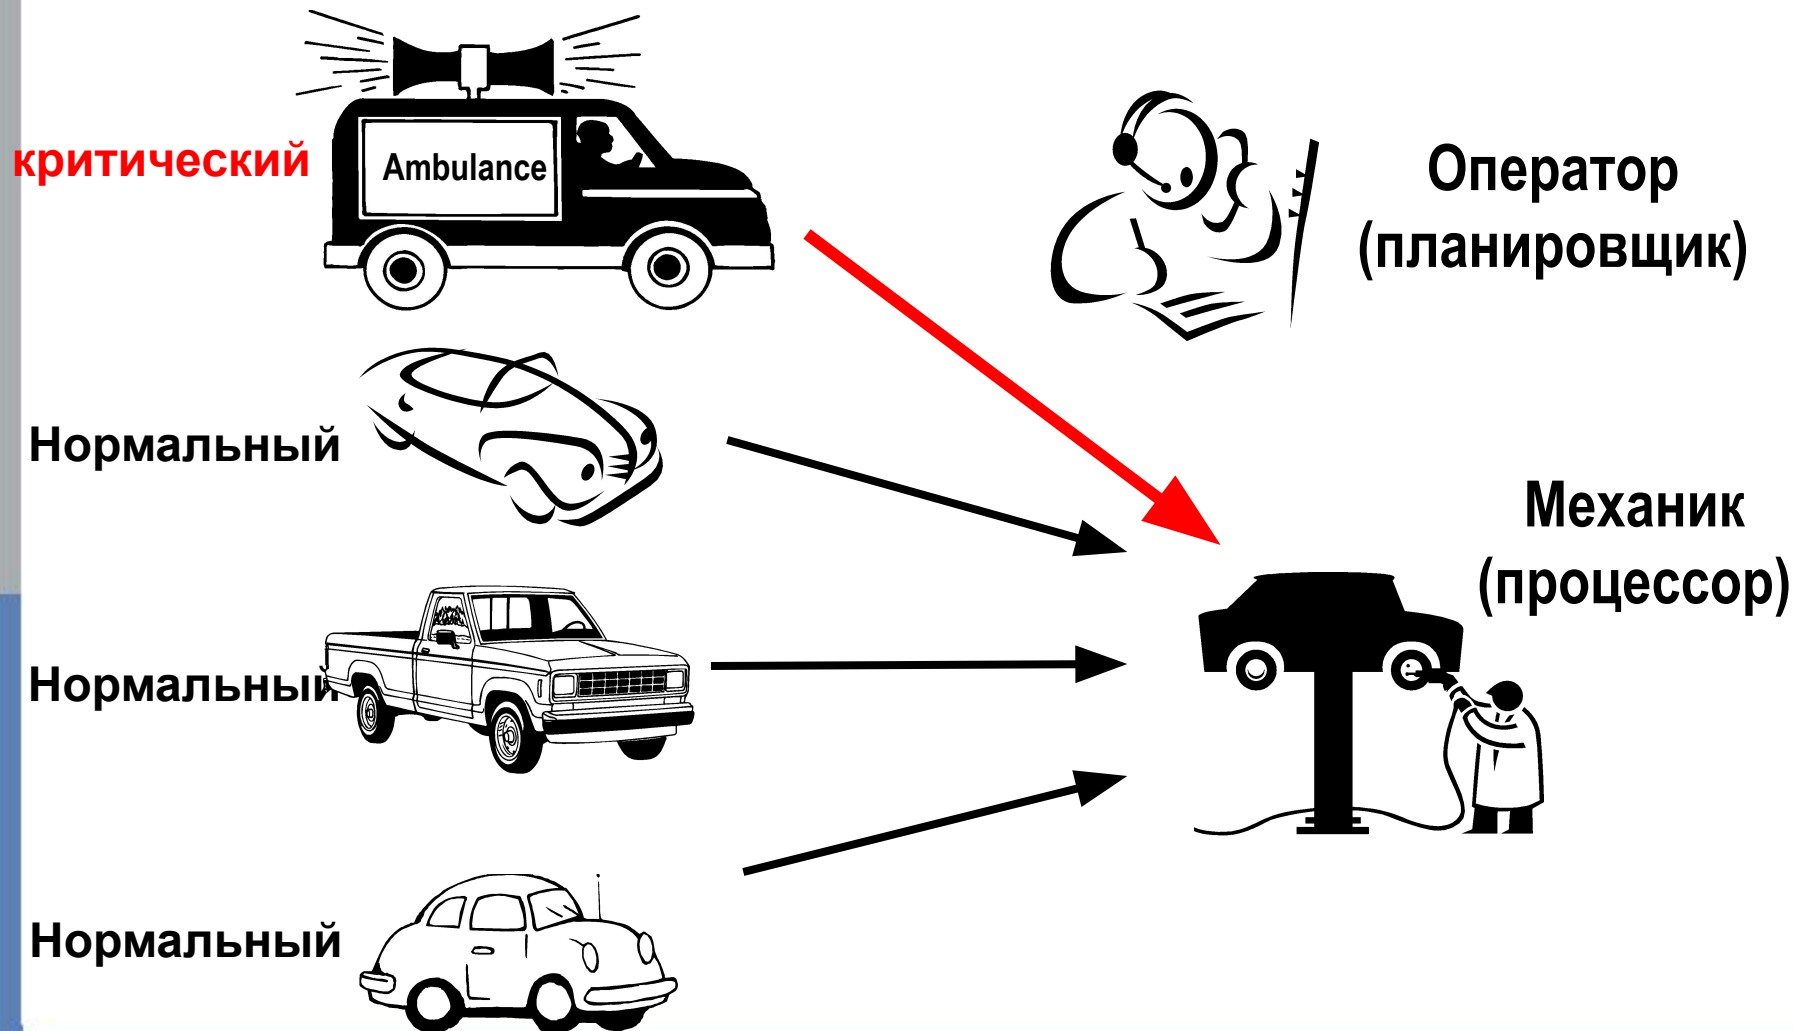 критический
Ambulance
Оператор
(планировщик)
Нормальный
Механик
(процессор)
Нормальный
Нормальный